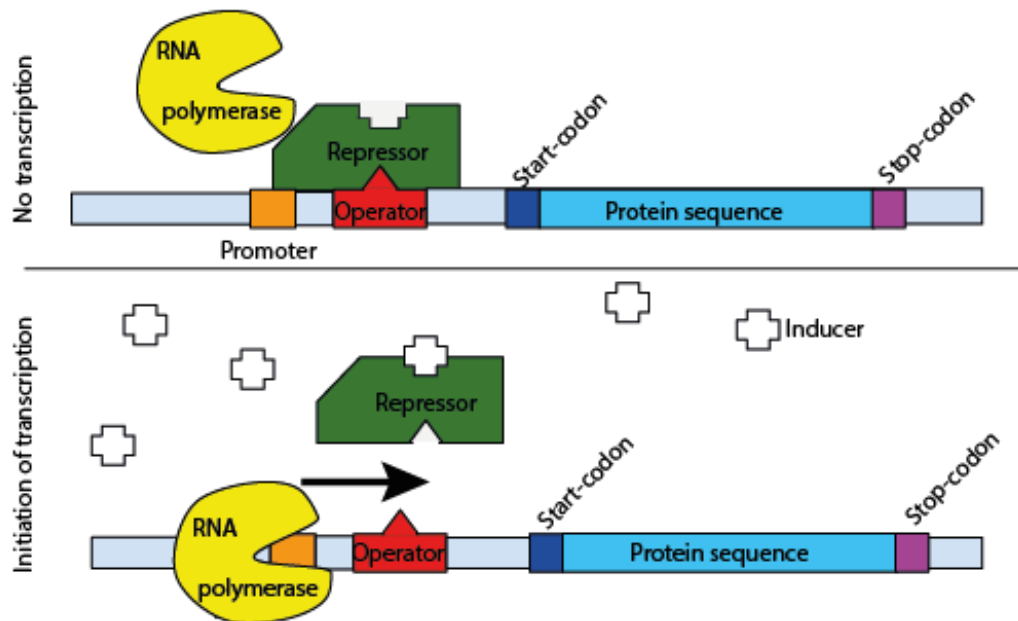 No transcription
RNA
polymerase
Repressor
Start-codon
Stop-codon
Operator
Protein sequence
Promoter
Initiation of transcription
Inducer
Repressor
Start-codon
Stop-codon
RNA
Operator
Protein sequence
polymerase